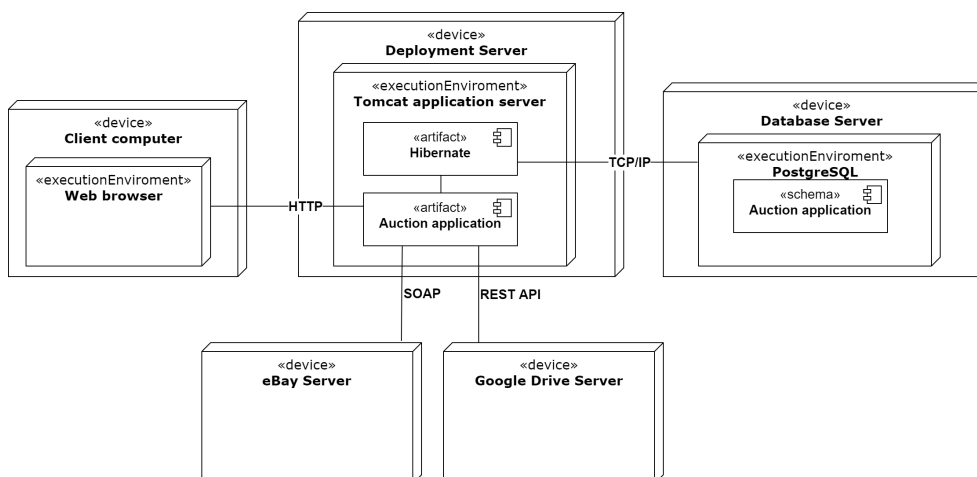 «device»
Deployment Server
«executionEnviroment»
Tomcat application server
«artifact»
Hibernate
«artifact»
Auction application
«device»
Client computer
«executionEnviroment»
Web browser
HTTP
TCP/IP
«device»
Database Server
«executionEnviroment»
PostgreSQL
«schema»
Auction application
SOAP
REST API
«device»
eBay Server
«device»
Google Drive Server